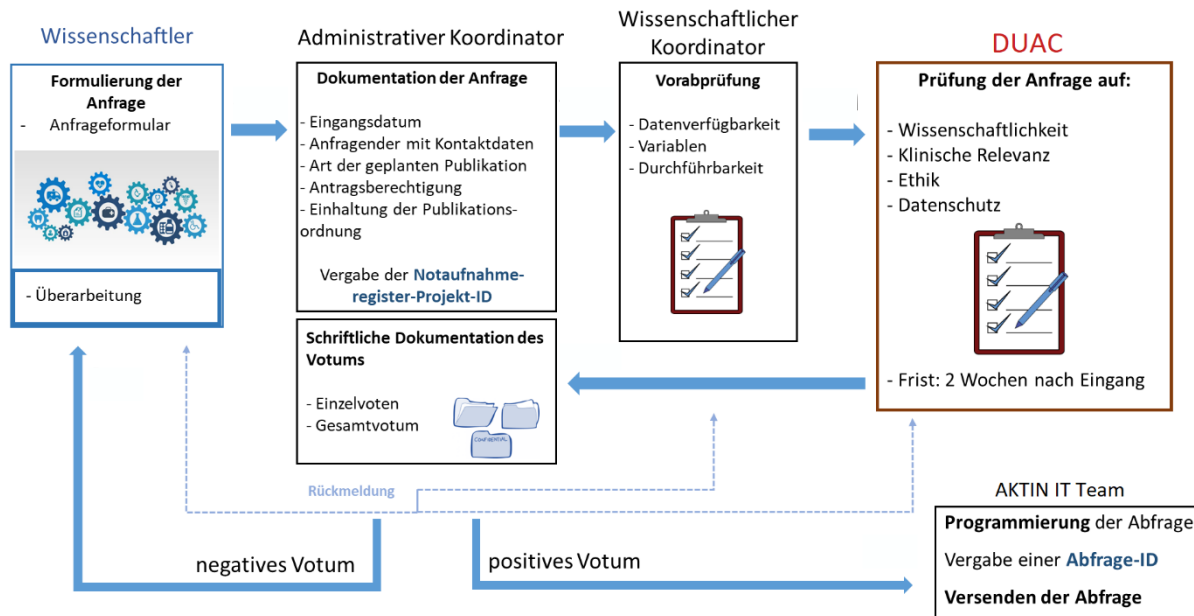 Wissenschaftler
Formulierung der
Anfrage
- Anfrageformular
- Überarbeitung
Administrativer Koordinator
Dokumentation der Anfrage
- Eingangsdatum
- Anfragender mit Kontaktdaten
- Art der geplanten Publikation
- Antragsberechtigung
- Einhaltung der Publikations-
ordnung
Vergabe der Notaufnahme-
register-Projekt-ID
Schriftliche Dokumentation des
Votums
- Einzelvoten
- Gesamtvotum
CONFIDENTIAL
Wissenschaftlicher
Koordinator
Vorabprüfung
- Datenverfügbarkeit
- Variablen
- Durchführbarkeit
DUAC
Prüfung der Anfrage auf:
- Wissenschaftlichkeit
- Klinische Relevanz
- Ethik
- Datenschutz
- Frist: 2 Wochen nach Eingang
Rückmeldung
negatives Votum
positives Votum
AKTIN IT Team
Programmierung der Abfrage
Vergabe einer Abfrage-ID
Versenden der Abfrage